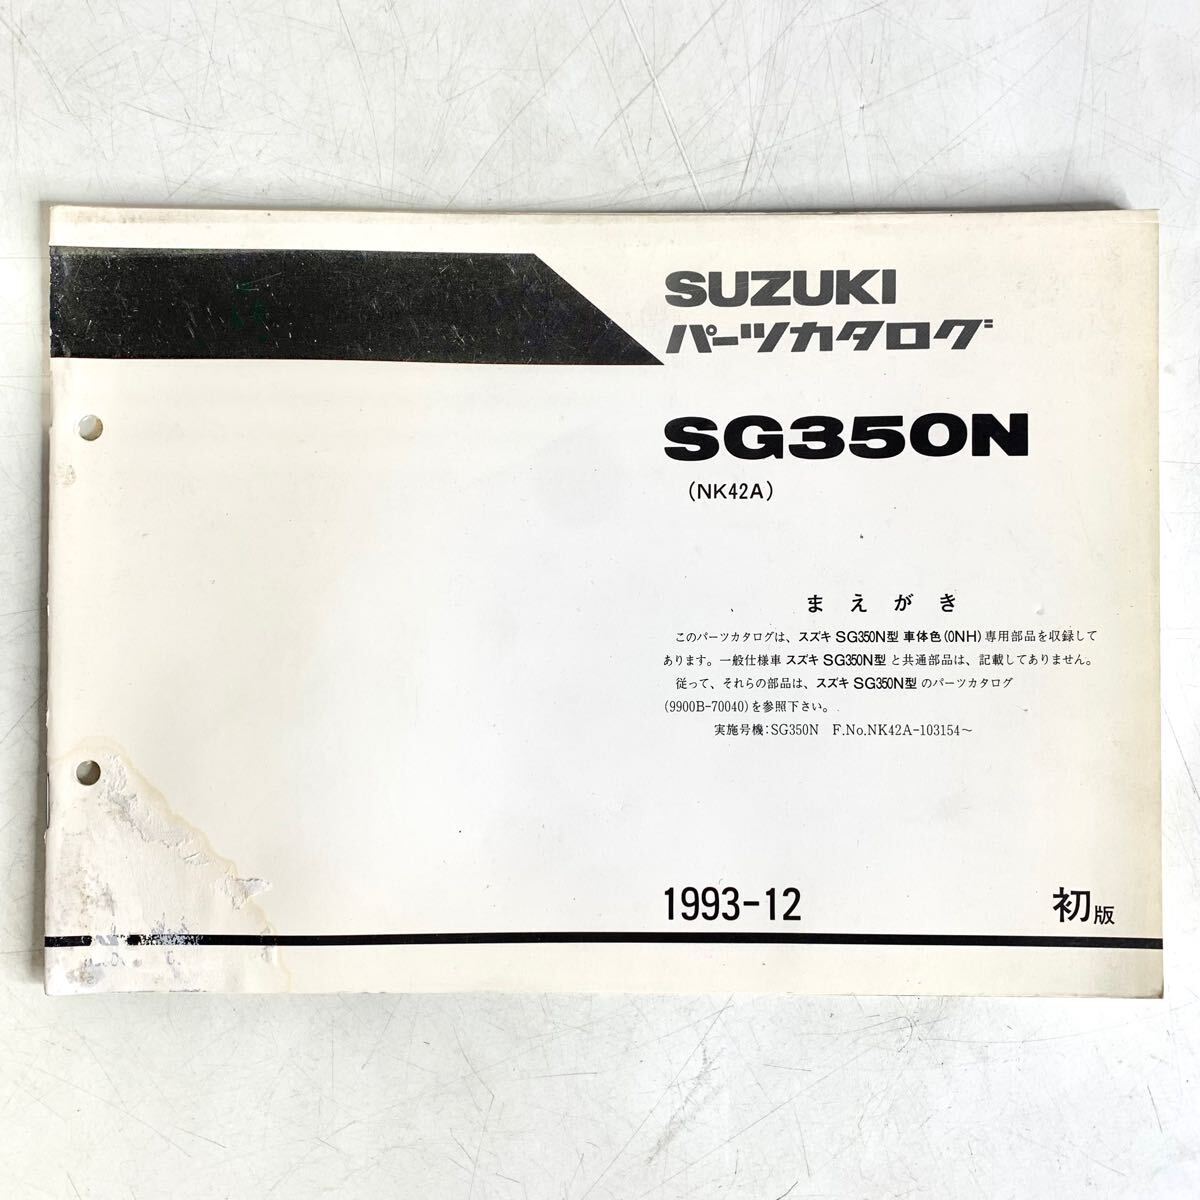 SUZUKI
パーツカタログ
SG350N
(NK42A)
まえがき
このパーツカタログは、スズキ SG350N型 車体色(0NH)専用部品を収録して
あります。一般仕様車 スズキ SG350N型 と共通部品は、記載してありません。
従って、それらの部品は、スズキ SG350N型 のパーツカタログ
(9900B-70040)を参照下さい。
実施号機:SG350N F.No.NK42A-103154~
1993-12 初版